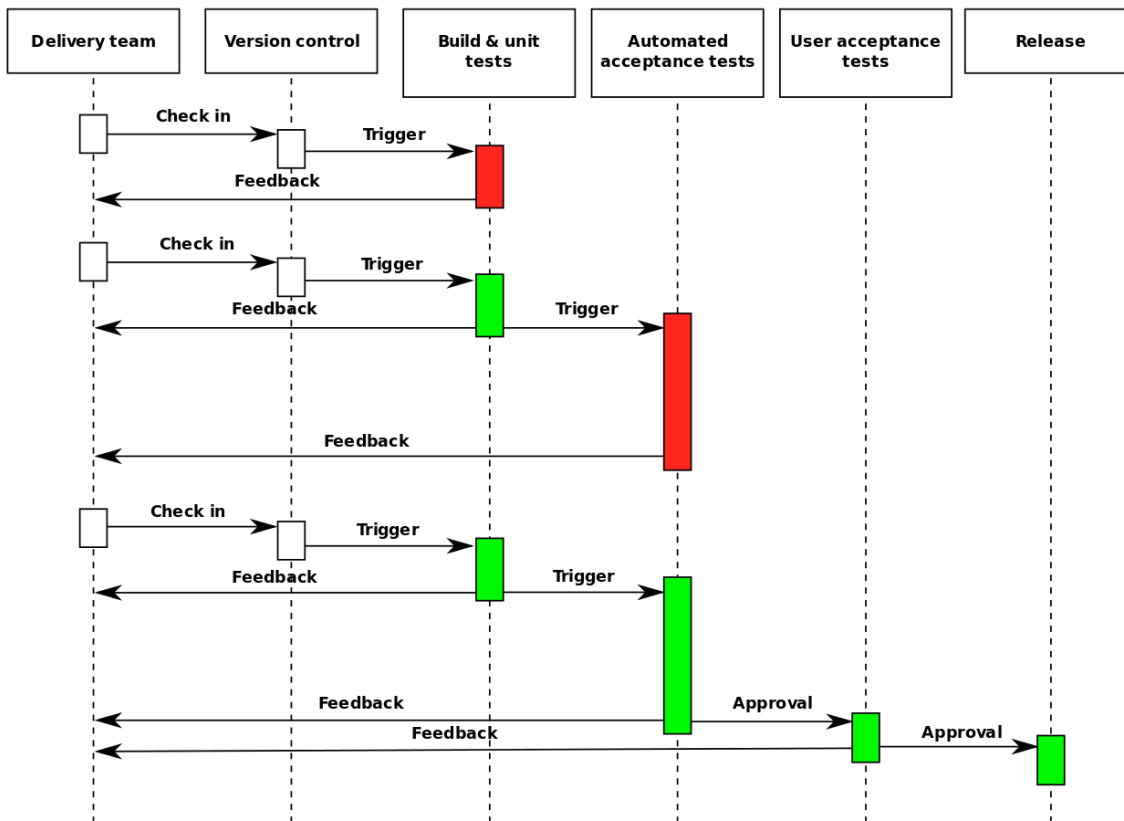 Delivery team
Version control
Build & unit
tests
Automated
acceptance tests
User acceptance
tests
Release
Check in
Trigger
Feedback
Check in
Trigger
Feedback
Trigger
Feedback
Check in
Trigger
Feedback
Trigger
Feedback
Approval
Feedback
Approval